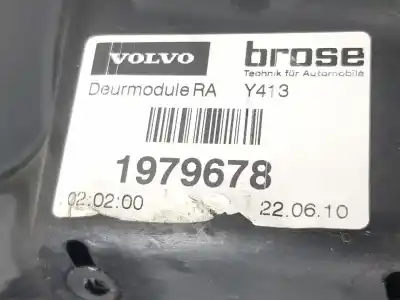 VOLVO brose
Technik für Automobile
Deurmodule RA Y413
1979678
02:02:00 22.06.10